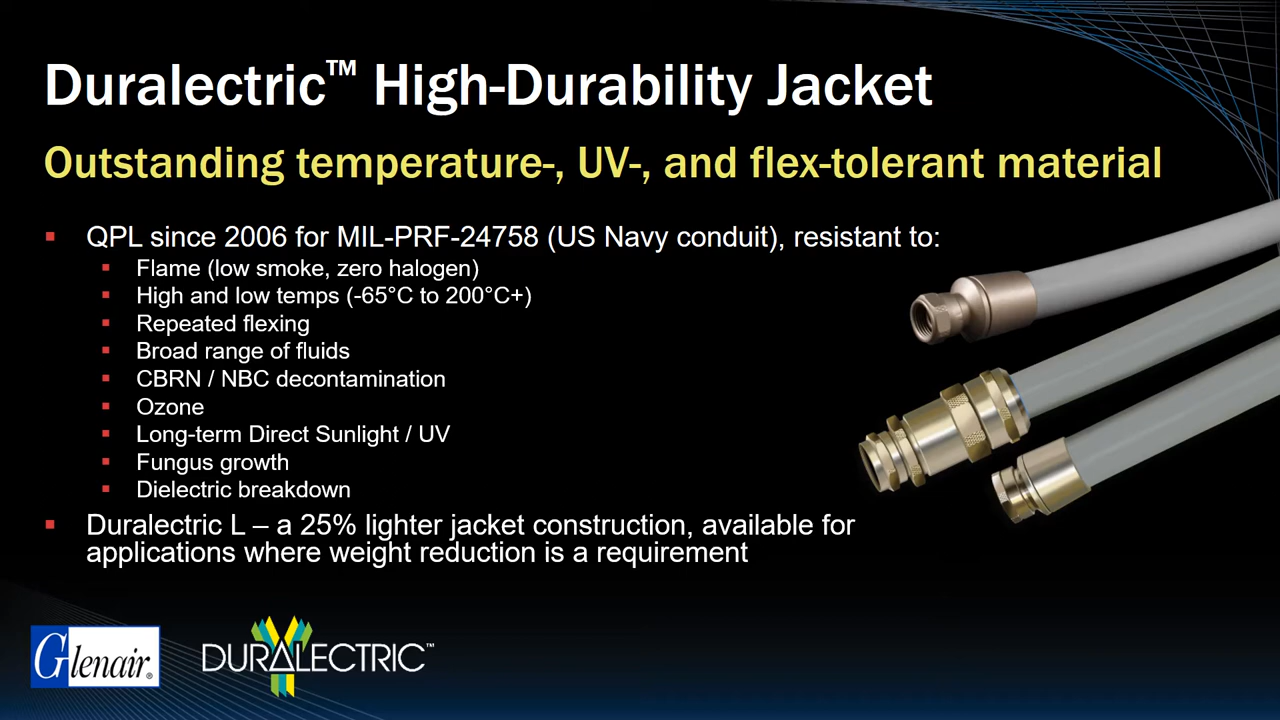 Duralectric™ High-Durability Jacket
Outstanding temperature-, UV-, and flex-tolerant material
▪ QPL since 2006 for MIL-PRF-24758 (US Navy conduit), resistant to:
▪ Flame (low smoke, zero halogen)
▪ High and low temps (-65°C to 200°C+)
▪ Repeated flexing
▪ Broad range of fluids
▪ CBRN / NBC decontamination
▪ Ozone
▪ Long-term Direct Sunlight / UV
▪ Fungus growth
▪ Dielectric breakdown
▪ Duralectric L – a 25% lighter jacket construction, available for
applications where weight reduction is a requirement
Glenair®
DURALECTRIC™